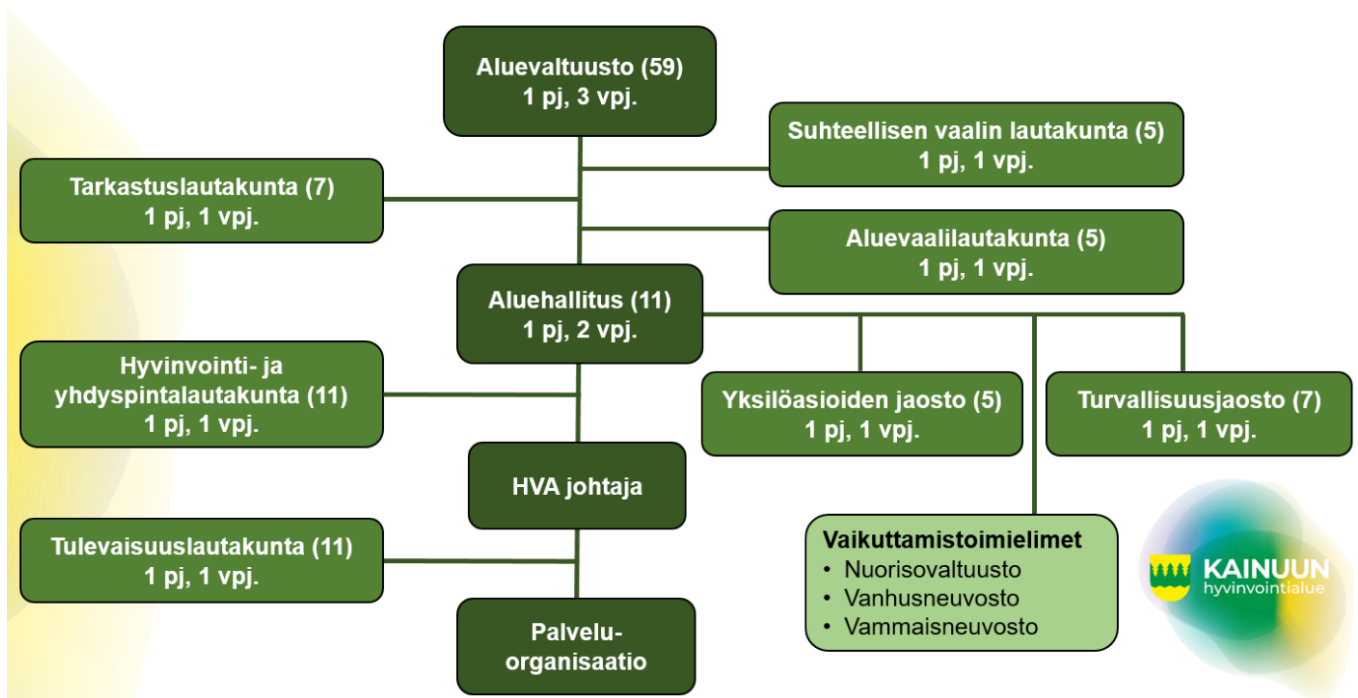 Aluevaltuusto (59)
1 pj, 3 vpj.
Suhteellisen vaalin lautakunta (5)
1 pj, 1 vpj.
Tarkastuslautakunta (7)
1 pj, 1 vpj.
Aluevaalilautakunta (5)
1 pj, 1 vpj.
Aluehallitus (11)
1 pj, 2 vpj.
Hyvinvointi- ja
yhdyspintalautakunta (11)
1 pj, 1 vpj.
Yksilöasioiden jaosto (5)
1 pj, 1 vpj.
Turvallisuusjaosto (7)
1 pj, 1 vpj.
HVA johtaja
Tulevaisuuslautakunta (11)
1 pj, 1 vpj.
Vaikuttamistoimielimet
• Nuorisovaltuusto
• Vanhusneuvosto
• Vammaisneuvosto
KAINUUN
hyvinvointialue
Palvelu-
organisaatio